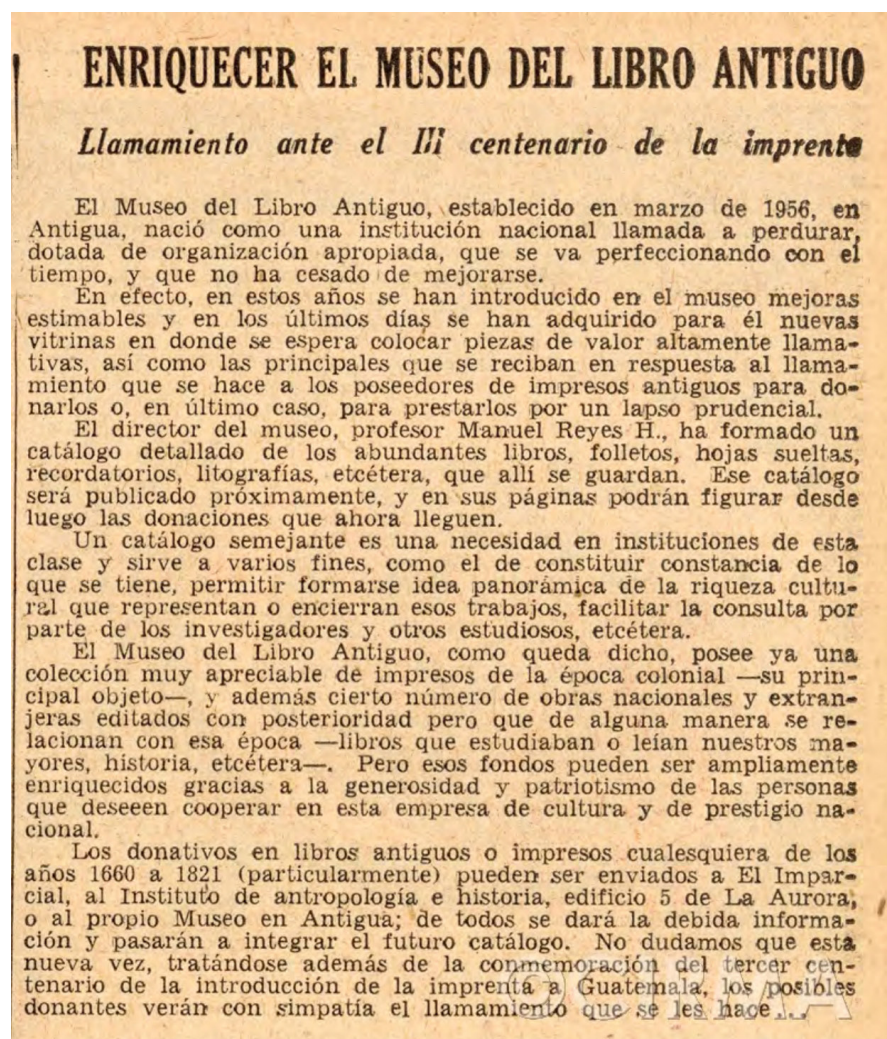 ENRIQUECER EL MUSEO DEL LIBRO ANTIGUO
Llamamiento ante el III centenario de la imprenta
El Museo del Libro Antiguo, establecido en marzo de 1956, en
Antigua, nació como una institución nacional llamada a perdurar,
dotada de organización apropiada, que se va perfeccionando con el
tiempo, y que no ha cesado de mejorarse.
En efecto, en estos años se han introducido en el museo mejoras
estimables y en los últimos días se han adquirido para él nuevas
vitrinas en donde se espera colocar piezas de valor altamente llama-
tivas, así como las principales que se reciban en respuesta al llama-
miento que se hace a los poseedores de impresos antiguos para do-
narlos o, en último caso, para prestarlos por un lapso prudencial.
El director del museo, profesor Manuel Reyes H., ha formado un
catálogo detallado de los abundantes libros, folletos, hojas sueltas,
recordatorios, litografías, etcétera, que allí se guardan. Ese catálogo
será publicado próximamente, y en sus páginas podrán figurar desde
luego las donaciones que ahora lleguen.
Un catálogo semejante es una necesidad en instituciones de esta
clase y sirve a varios fines, como el de constituir constancia de lo
que se tiene, permitir formarse idea panorámica de la riqueza cultu-
ral que representan o encierran esos trabajos, facilitar la consulta por
parte de los investigadores y otros estudiosos, etcétera.
El Museo del Libro Antiguo, como queda dicho, posee ya una
colección muy apreciable de impresos de la época colonial —su prin-
cipal objeto—, y además cierto número de obras nacionales y extran-
jeras editados con posterioridad pero que de alguna manera se re-
lacionan con esa época —libros que estudiaban o leían nuestros ma-
yores, historia, etcétera—. Pero esos fondos pueden ser ampliamente
enriquecidos gracias a la generosidad y patriotismo de las personas
que deseeen cooperar en esta empresa de cultura y de prestigio na-
cional.
Los donativos en libros antiguos o impresos cualesquiera de los
años 1660 a 1821 (particularmente) pueden ser enviados a El Impar-
cial, al Instituto de antropología e historia, edificio 5 de La Aurora,
o al propio Museo en Antigua; de todos se dará la debida informa-
ción y pasarán a integrar el futuro catálogo. No dudamos que esta
nueva vez, tratándose además de la conmemoración del tercer cen-
tenario de la introducción de la imprenta a Guatemala, los posibles
donantes verán con simpatía el llamamiento que se les hace...